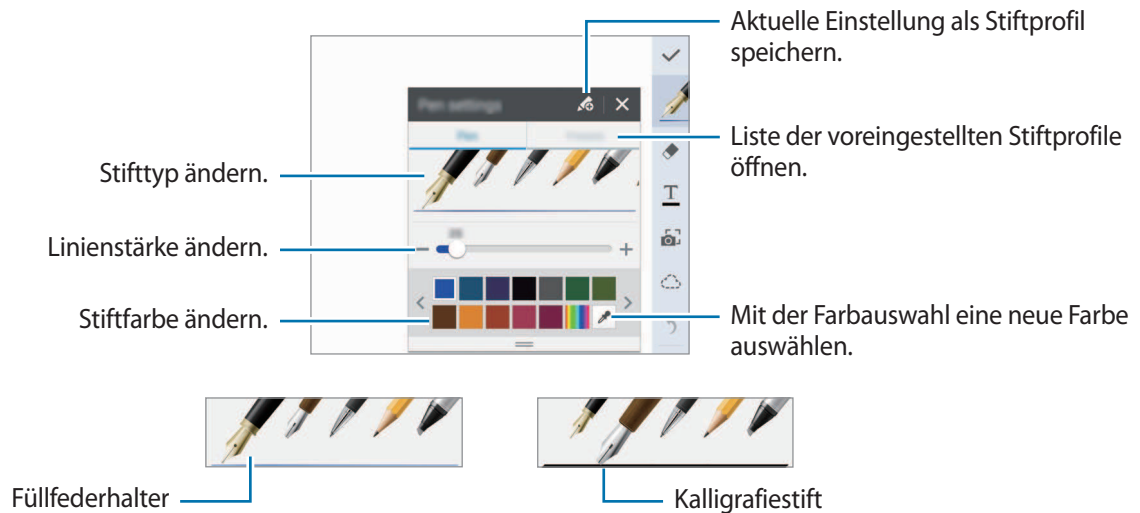 Aktuelle Einstellung als Stiftprofil
speichern.
Pen settings
Pen
Liste der voreingestellten Stiftprofile
öffnen.
Stifttyp ändern.
T
Linienstärke ändern.
Stiftfarbe ändern.
Mit der Farbauswahl eine neue Farbe
auswählen.
Füllfederhalter
Kalligrafiestift